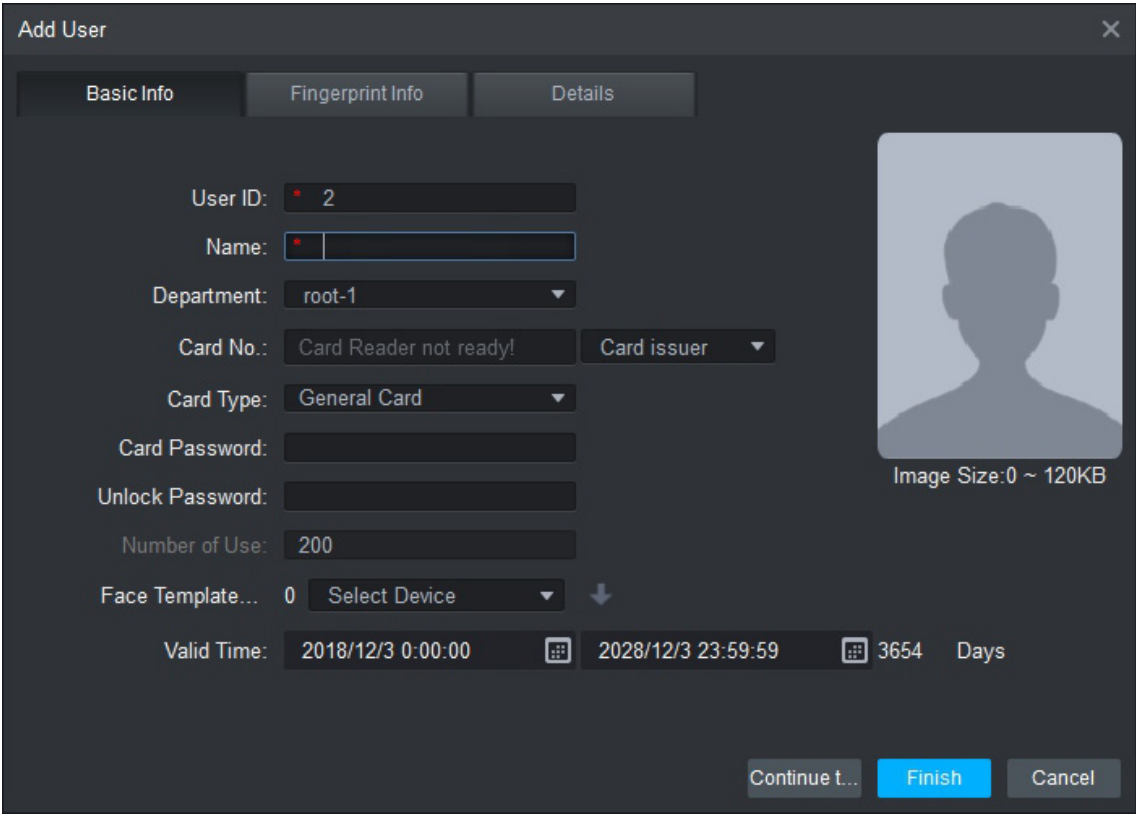 Add User
Basic Info Fingerprint Info Details
User ID: * 2
Name: *
Department: root-1
Card No.: Card Reader not ready! Card issuer
Card Type: General Card
Card Password:
Unlock Password:
Image Size:0 ~ 120KB
Number of Use: 200
Face Template... 0 Select Device
Valid Time: 2018/12/3 0:00:00 2028/12/3 23:59:59 3654 Days
Continue t... Finish Cancel